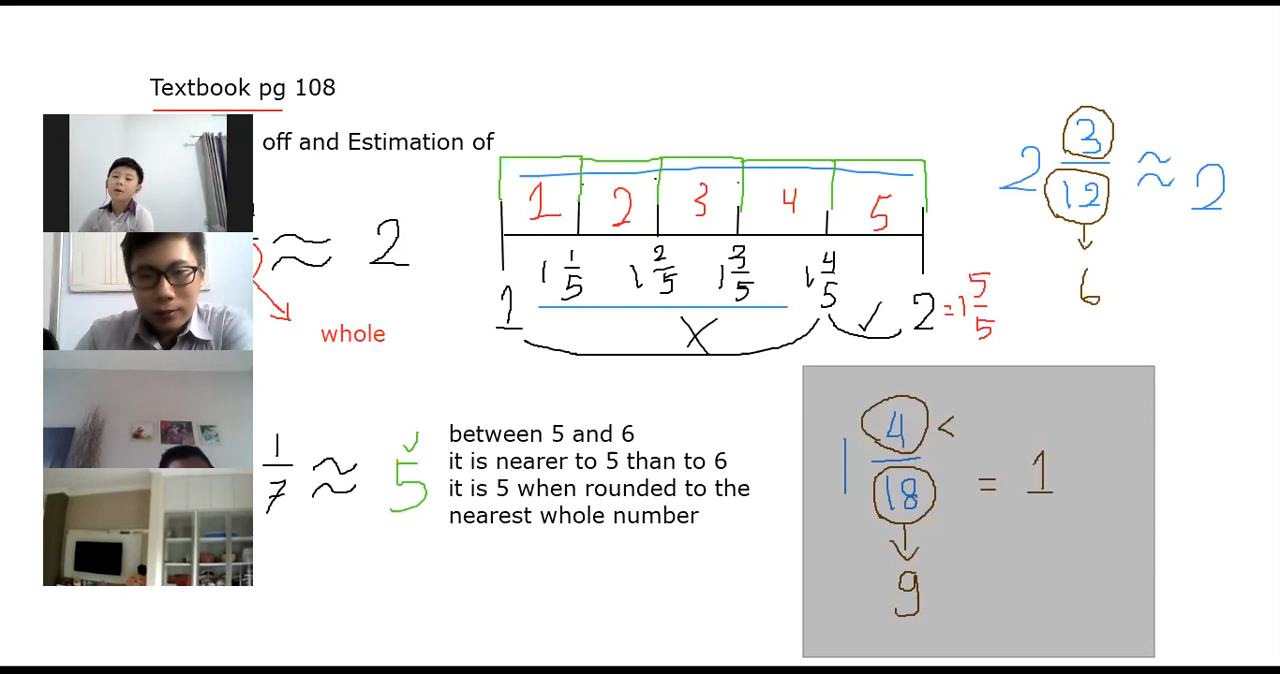 Textbook pg 108
off and Estimation of
≈ 2
whole
1 2 3 4 5
1 1 1/5 1 2/5 1 3/5 1 4/5 2 = 1 5/5
X ✓
2 3/12 ≈ 2
6
1/7 ≈ 5 ✓
between 5 and 6
it is nearer to 5 than to 6
it is 5 when rounded to the
nearest whole number
1 4/18 < = 1
9